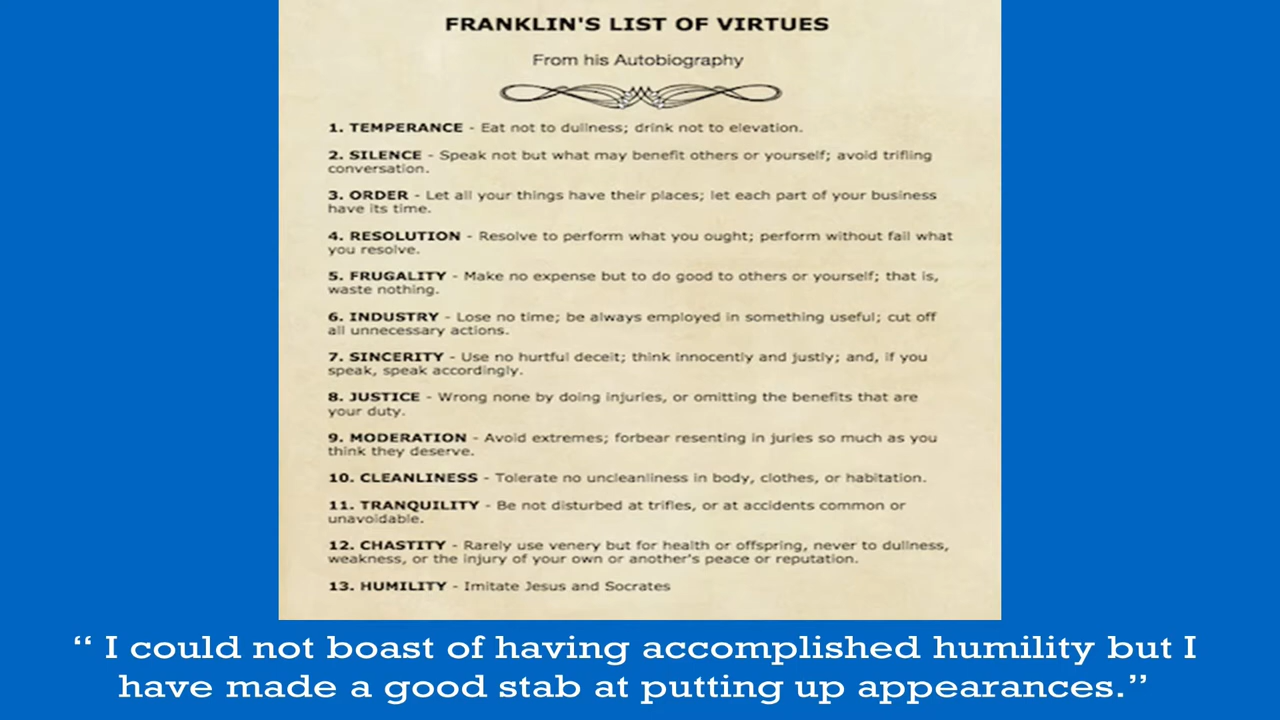 FRANKLIN'S LIST OF VIRTUES
From his Autobiography
1. TEMPERANCE - Eat not to dullness; drink not to elevation.
2. SILENCE - Speak not but what may benefit others or yourself; avoid trifling
conversation.
3. ORDER - Let all your things have their places; let each part of your business
have its time.
4. RESOLUTION - Resolve to perform what you ought; perform without fail what
you resolve.
5. FRUGALITY - Make no expense but to do good to others or yourself; that is,
waste nothing.
6. INDUSTRY - Lose no time; be always employed in something useful; cut off
all unnecessary actions.
7. SINCERITY - Use no hurtful deceit; think innocently and justly; and, if you
speak, speak accordingly.
8. JUSTICE - Wrong none by doing injuries, or omitting the benefits that are
your duty.
9. MODERATION - Avoid extremes; forbear resenting in juries so much as you
think they deserve.
10. CLEANLINESS - Tolerate no uncleanliness in body, clothes, or habitation.
11. TRANQUILITY - Be not disturbed at trifles, or at accidents common or
unavoidable.
12. CHASTITY - Rarely use venery but for health or offspring, never to dullness,
weakness, or the injury of your own or another's peace or reputation.
13. HUMILITY - Imitate Jesus and Socrates
“ I could not boast of having accomplished humility but I
have made a good stab at putting up appearances.”